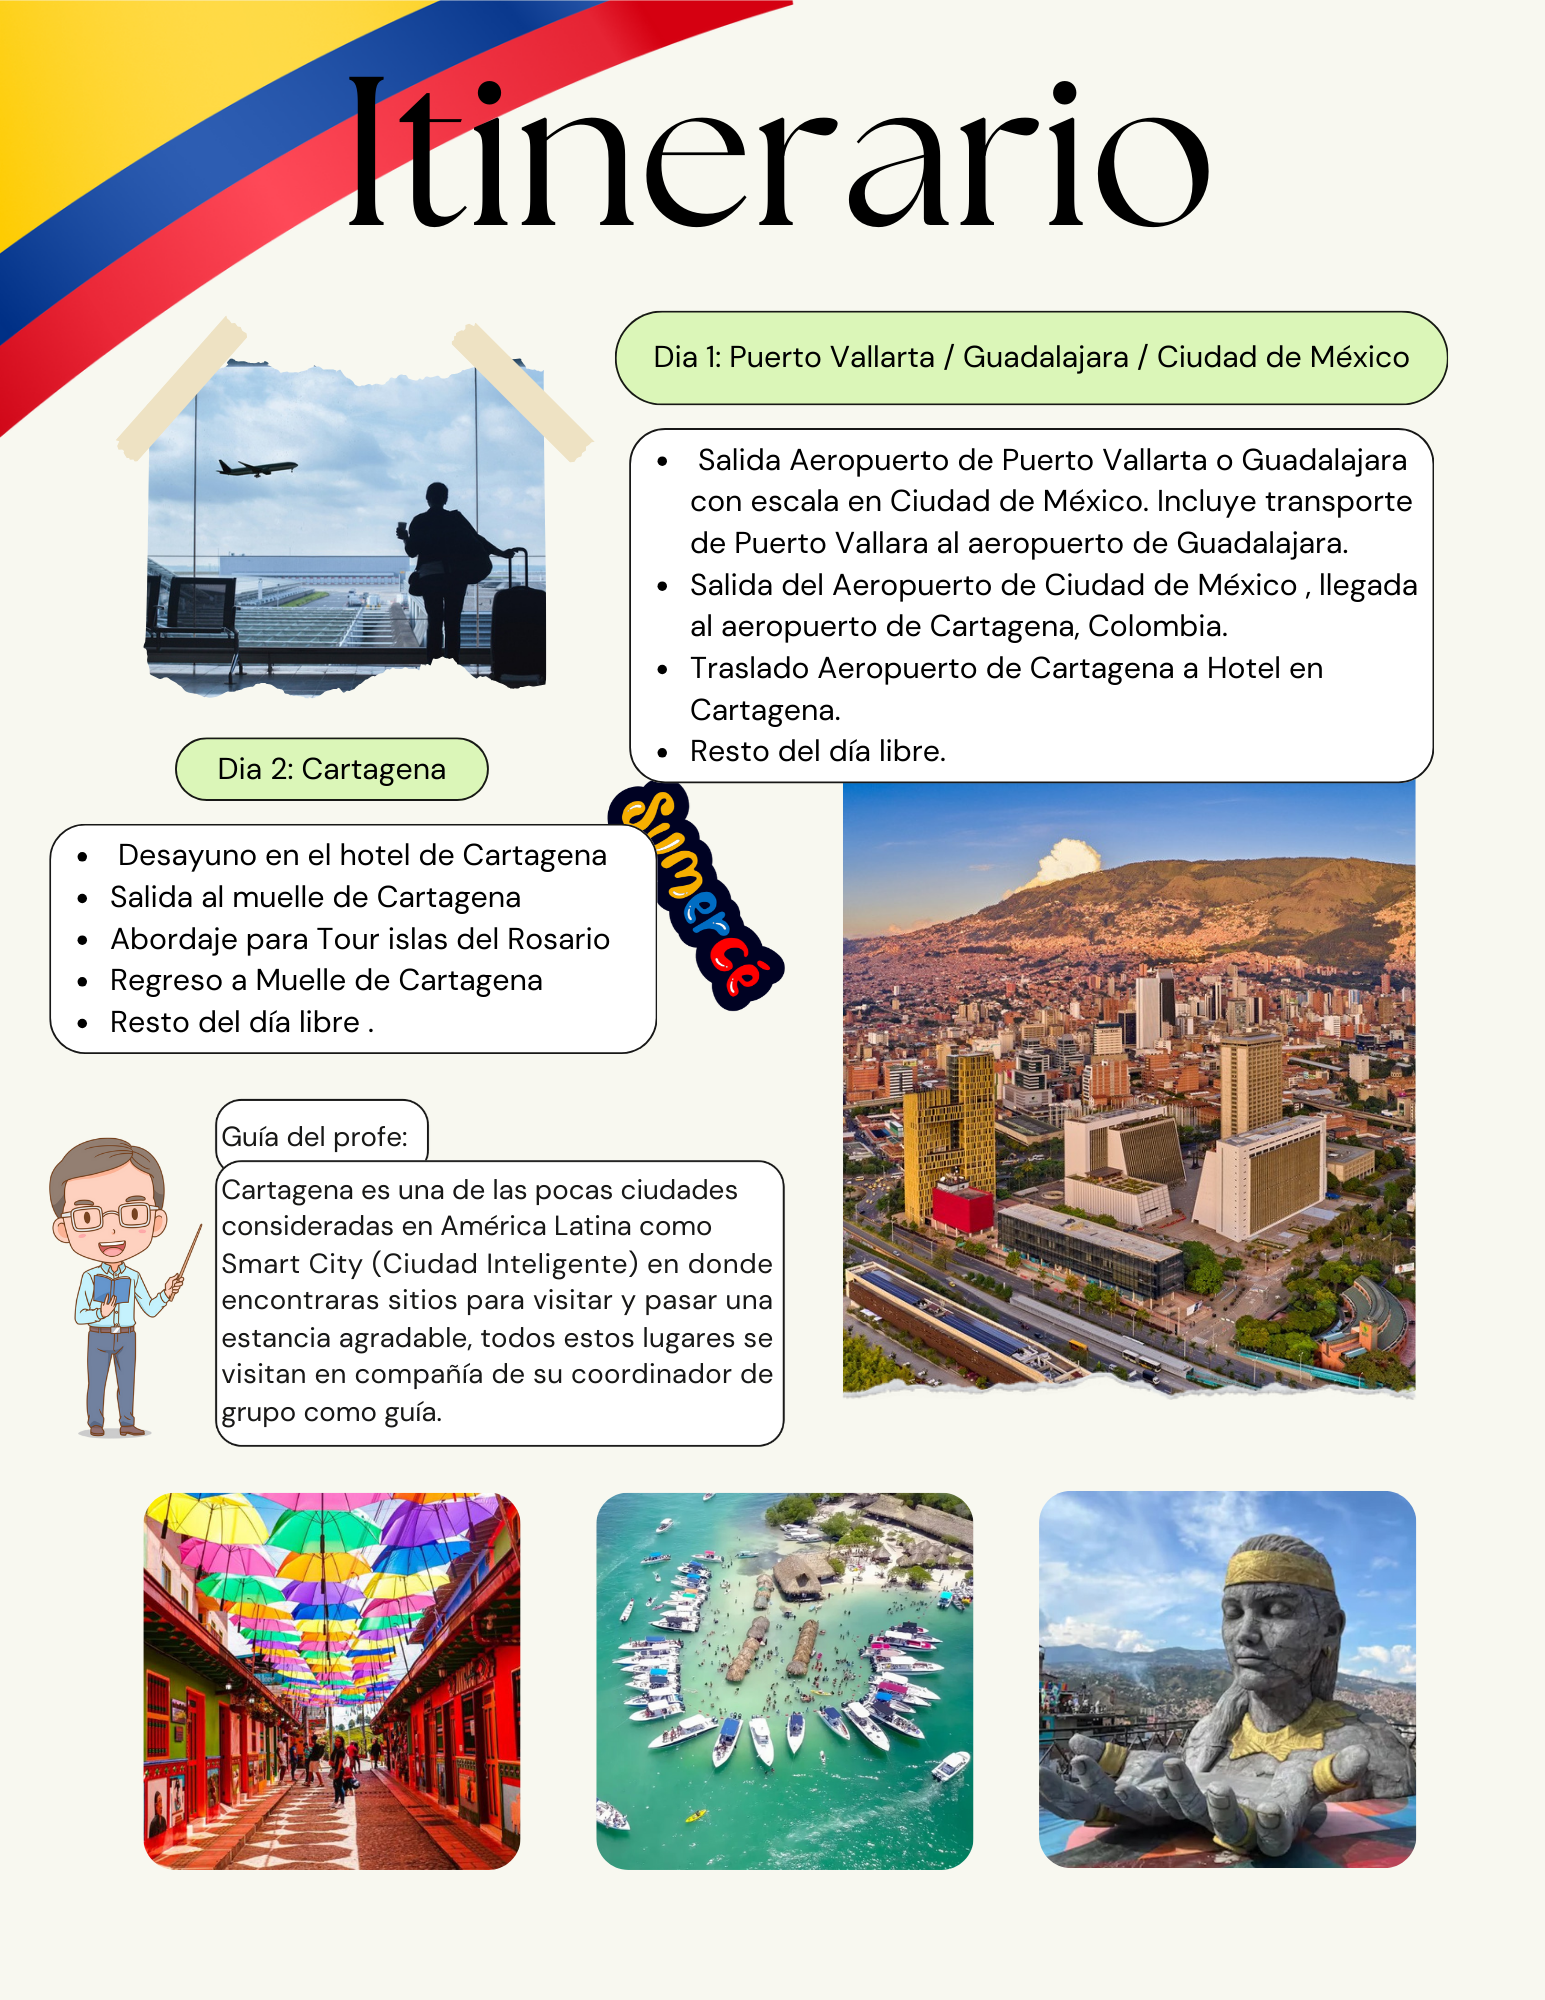 Itinerario
Dia 1: Puerto Vallarta / Guadalajara / Ciudad de México
• Salida Aeropuerto de Puerto Vallarta o Guadalajara
con escala en Ciudad de México. Incluye transporte
de Puerto Vallara al aeropuerto de Guadalajara.
• Salida del Aeropuerto de Ciudad de México , llegada
al aeropuerto de Cartagena, Colombia.
• Traslado Aeropuerto de Cartagena a Hotel en
Cartagena.
• Resto del día libre.
Dia 2: Cartagena
• Desayuno en el hotel de Cartagena
• Salida al muelle de Cartagena
• Abordaje para Tour islas del Rosario
• Regreso a Muelle de Cartagena
• Resto del día libre .
Sumercé
Guía del profe:
Cartagena es una de las pocas ciudades
consideradas en América Latina como
Smart City (Ciudad Inteligente) en donde
encontraras sitios para visitar y pasar una
estancia agradable, todos estos lugares se
visitan en compañía de su coordinador de
grupo como guía.